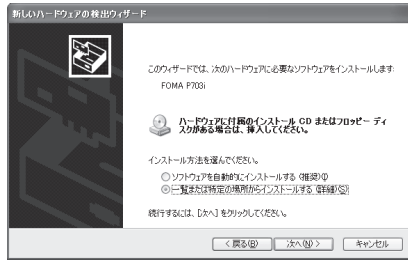 新しいハードウェアの検出ウィザード
このウィザードでは、次のハードウェアに必要なソフトウェアをインストールします:
FOMA P703i
ハードウェアに付属のインストール CD またはフロッピー ディ
スクがある場合は、挿入してください。
インストール方法を選んでください。
ソフトウェアを自動的にインストールする (推奨)(I)
一覧または特定の場所からインストールする (詳細)(S)
続行するには、[次へ] をクリックしてください。
< 戻る(B)
次へ(N) >
キャンセル